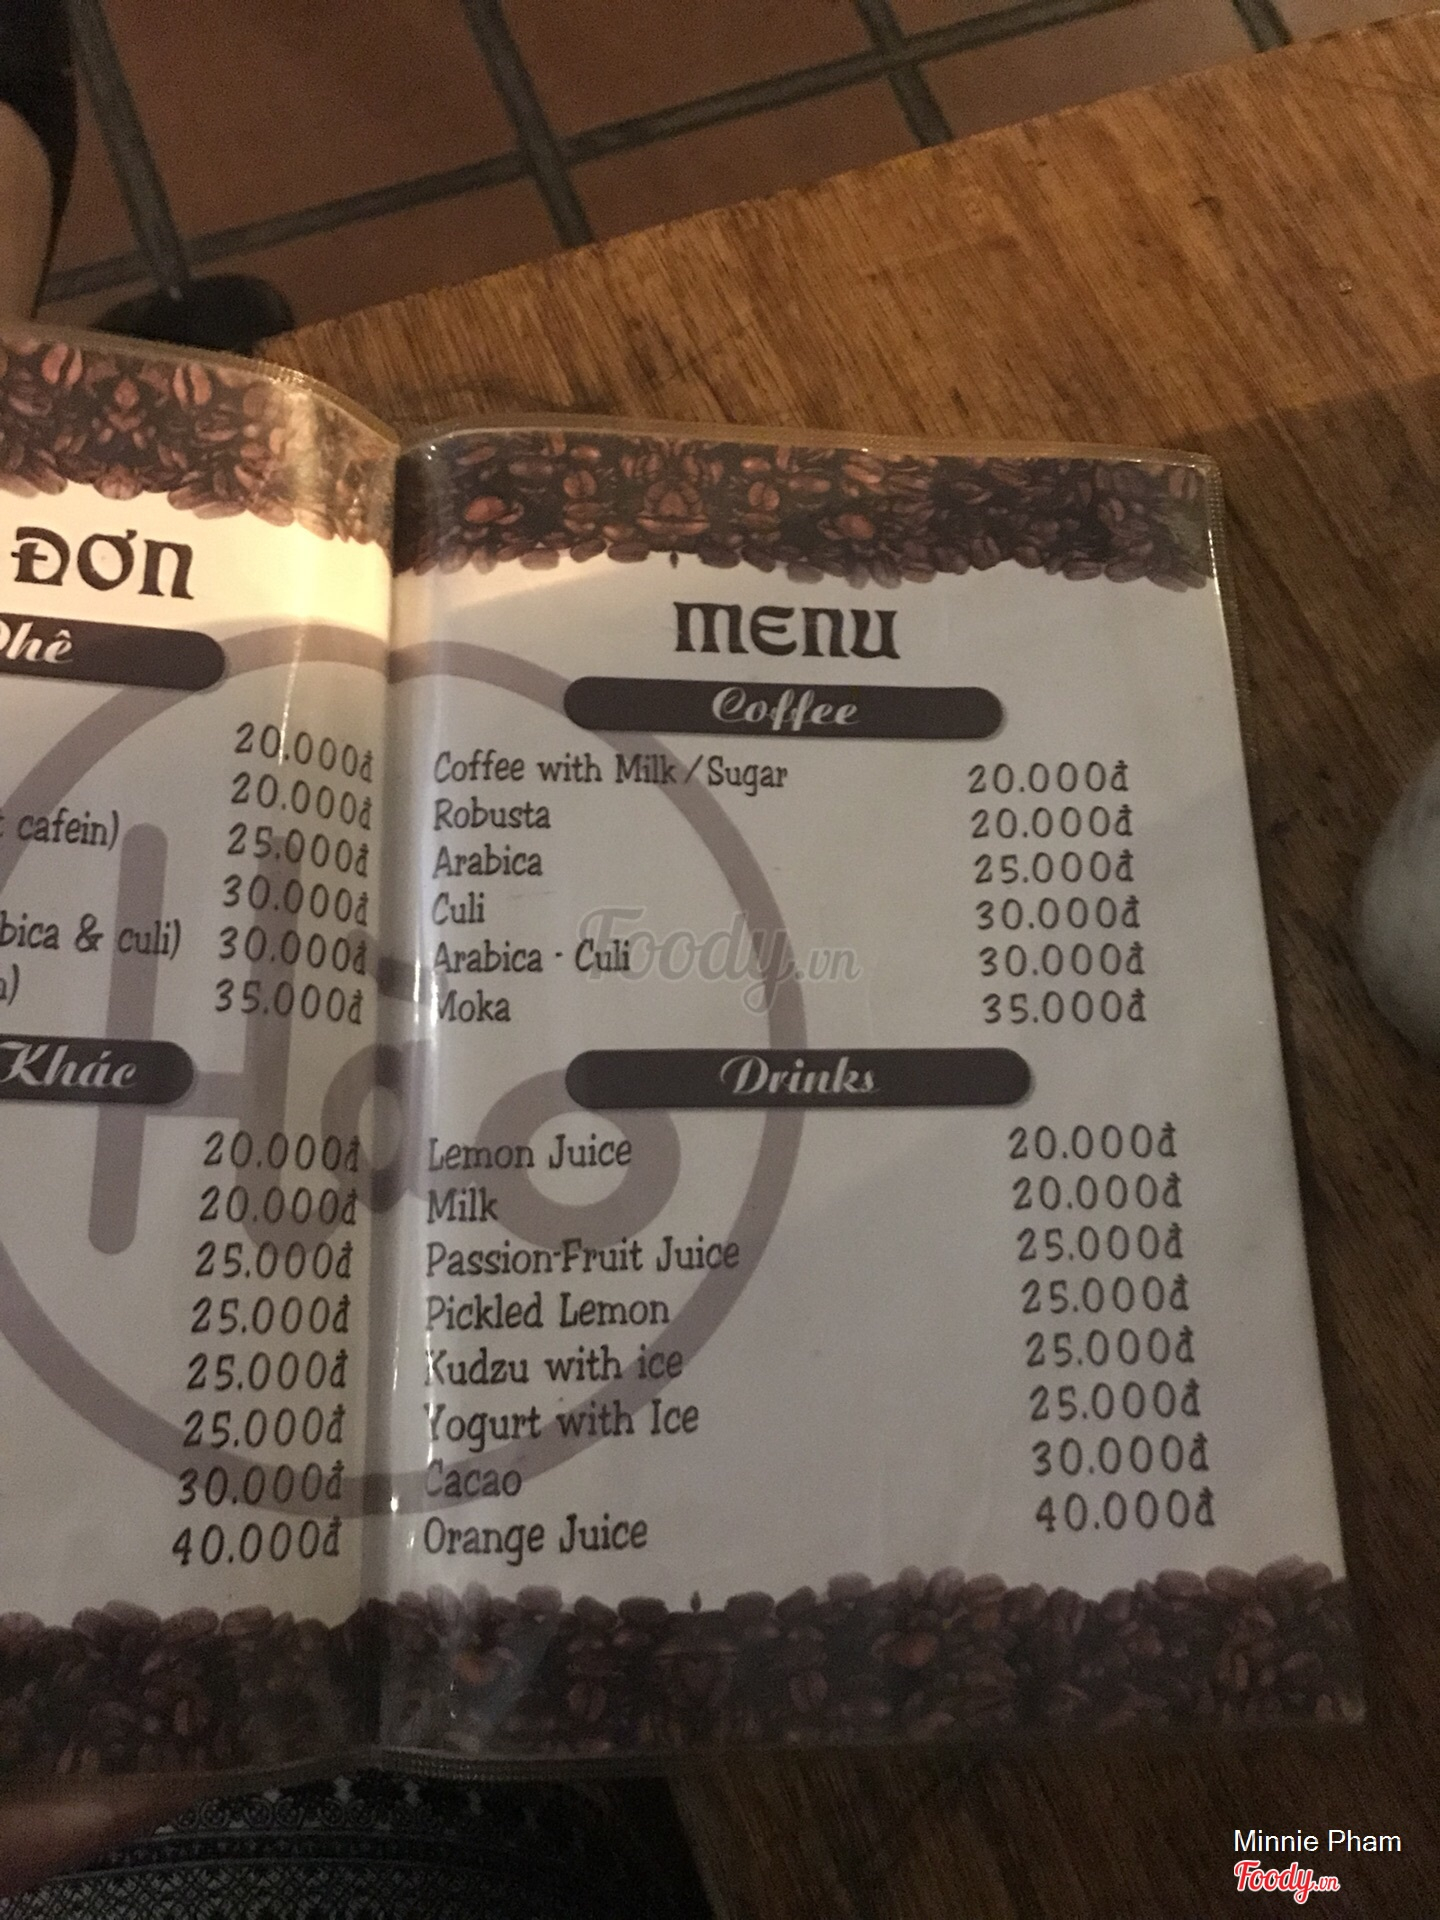 ĐƠN
Phê
20.000đ
20.000đ
cafein)
25.000đ
30.000đ
bica & culi)
30.000đ
35.000đ
Khác
20.000đ
20.000đ
25.000đ
25.000đ
25.000đ
25.000đ
30.000đ
40.000đ
MENU
Coffee
Coffee with Milk/Sugar 20.000đ
Robusta 20.000đ
Arabica 25.000đ
Culi 30.000đ
Arabica - Culi 30.000đ
Moka 35.000đ
Drinks
Lemon Juice 20.000đ
Milk 20.000đ
Passion-Fruit Juice 25.000đ
Pickled Lemon 25.000đ
Kudzu with ice 25.000đ
Yogurt with Ice 25.000đ
Cacao 30.000đ
Orange Juice 40.000đ
Foody.vn
Minnie Pham
Foody.vn